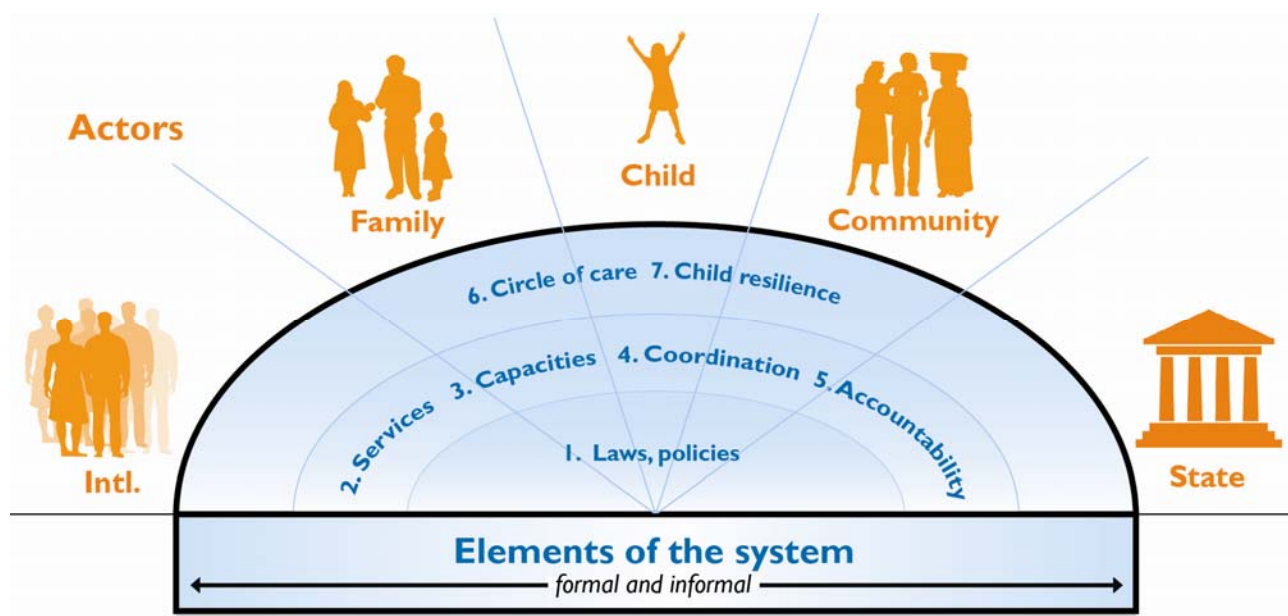 Actors
Family
Child
Community
Intl.
State
6. Circle of care
7. Child resilience
2. Services
3. Capacities
4. Coordination
5. Accountability
1. Laws, policies
Elements of the system
formal and informal